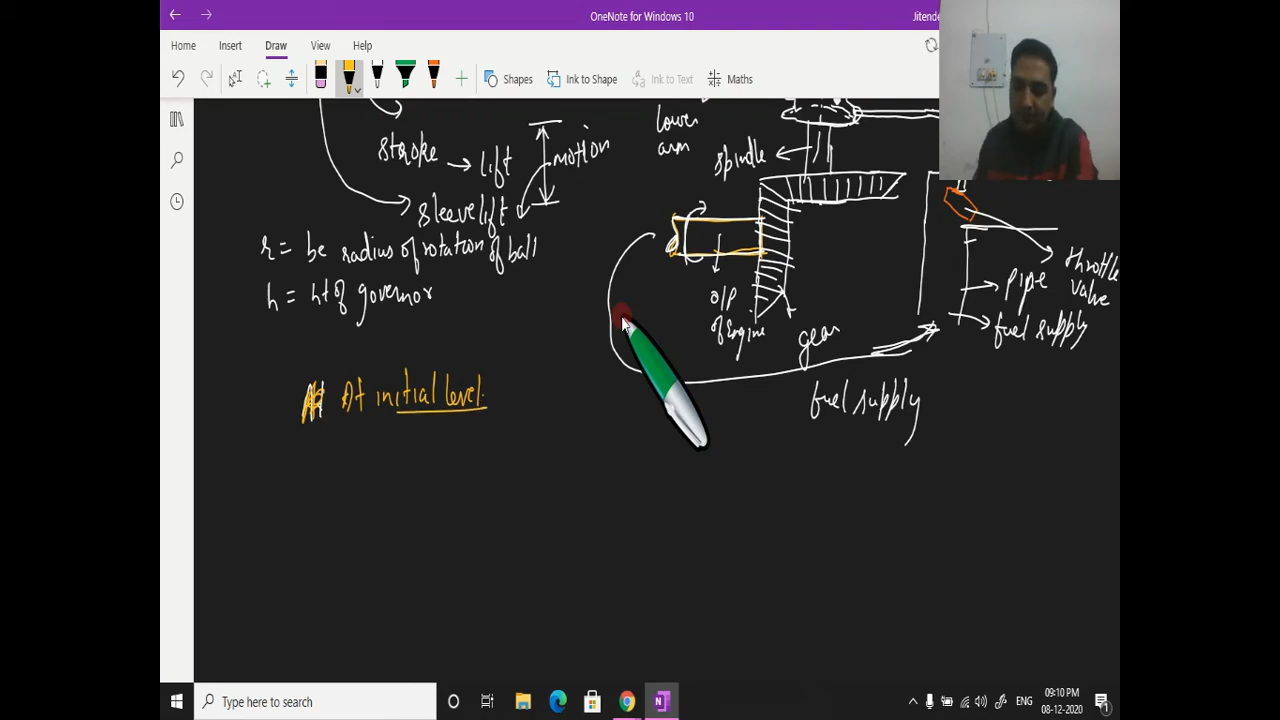 OneNote for Windows 10
Jitende
Home Insert Draw View Help
Ink to Shape
Shapes
Ink to Text
Maths
stroke → lift
motion
sleeve lift
r = be radius of rotation of ball
h = ht of governor
At initial level.
lower
arm
spindle
O/P
of Engine
gear
fuel supply
throttle
valve
pipe
fuel supply
Type here to search
ENG
09:10 PM
08-12-2020
1